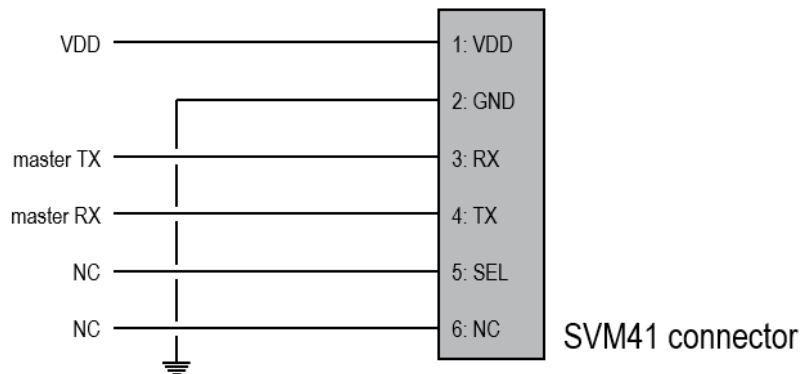 VDD 1: VDD
2: GND
master TX 3: RX
master RX 4: TX
NC 5: SEL
NC 6: NC
SVM41 connector